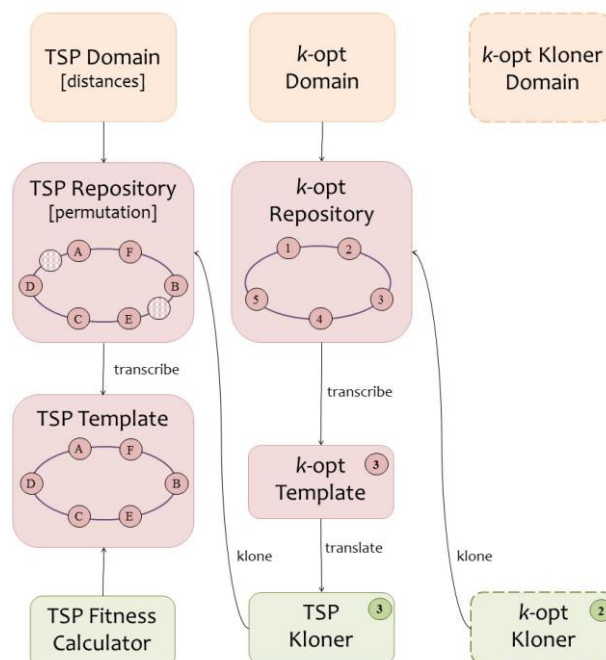 TSP Domain
[distances]
k-opt
Domain
k-opt Kloner
Domain
TSP Repository
[permutation]
A
F
D
B
C
E
k-opt
Repository
1
2
5
3
4
transcribe
transcribe
TSP Template
A
F
D
B
C
E
k-opt
Template
3
klone
translate
klone
TSP Fitness
Calculator
TSP
Kloner
3
k-opt
Kloner
2